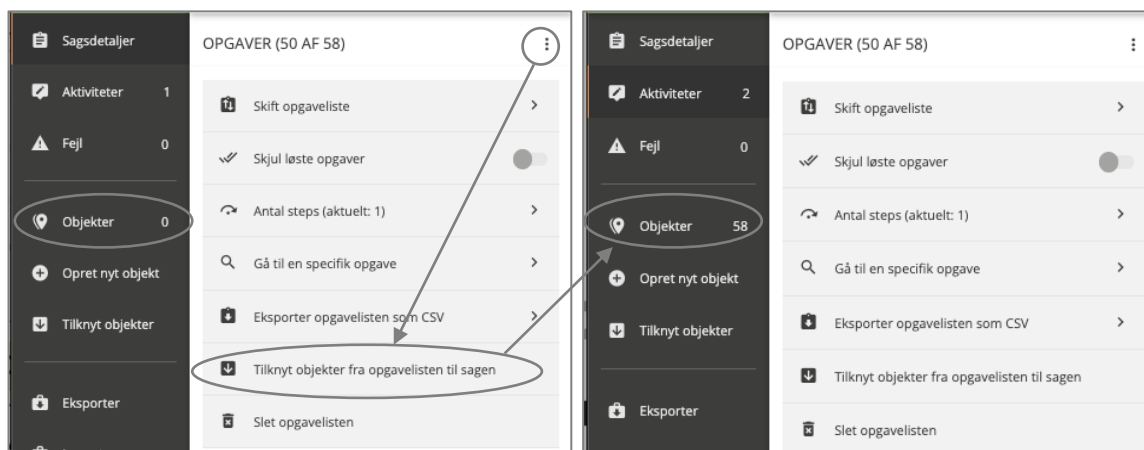 Sagsdetaljer
Aktiviteter 1
Fejl 0
Objekter 0
Opret nyt objekt
Tilknyt objekter
Eksporter
OPGAVER (50 AF 58)
Skift opgaveliste
Skjul løste opgaver
Antal steps (aktuelt: 1)
Gå til en specifik opgave
Eksporter opgavelisten som CSV
Tilknyt objekter fra opgavelisten til sagen
Slet opgavelisten
Sagsdetaljer
Aktiviteter 2
Fejl 0
Objekter 58
Opret nyt objekt
Tilknyt objekter
Eksporter
OPGAVER (50 AF 58)
Skift opgaveliste
Skjul løste opgaver
Antal steps (aktuelt: 1)
Gå til en specifik opgave
Eksporter opgavelisten som CSV
Tilknyt objekter fra opgavelisten til sagen
Slet opgavelisten